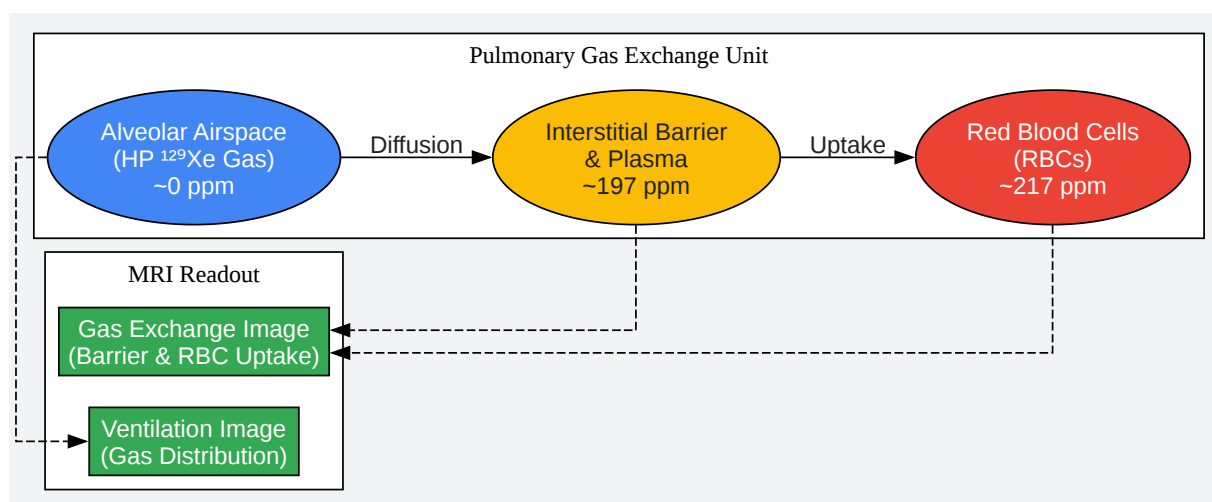 Pulmonary Gas Exchange Unit
Alveolar Airspace
(HP ¹²⁹Xe Gas)
~0 ppm
Diffusion
Interstitial Barrier
& Plasma
~197 ppm
Uptake
Red Blood Cells
(RBCs)
~217 ppm
MRI Readout
Gas Exchange Image
(Barrier & RBC Uptake)
Ventilation Image
(Gas Distribution)